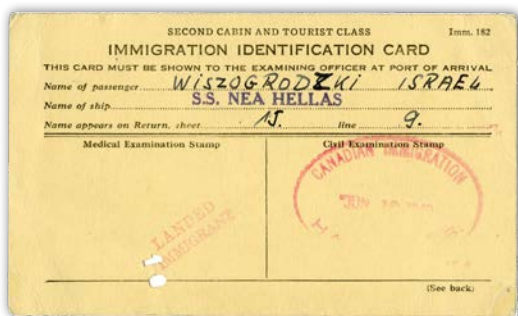 SECOND CABIN AND TOURIST CLASS Imm. 182
IMMIGRATION IDENTIFICATION CARD
THIS CARD MUST BE SHOWN TO THE EXAMINING OFFICER AT PORT OF ARRIVAL
Name of passenger WISZOGRODZKI ISRAEL
Name of ship S.S. NEA HELLAS
Name appears on Return, sheet 15. line 9.
Medical Examination Stamp Civil Examination Stamp
CANADIAN IMMIGRATION
JUN
LANDED
IMMIGRANT
(See back)